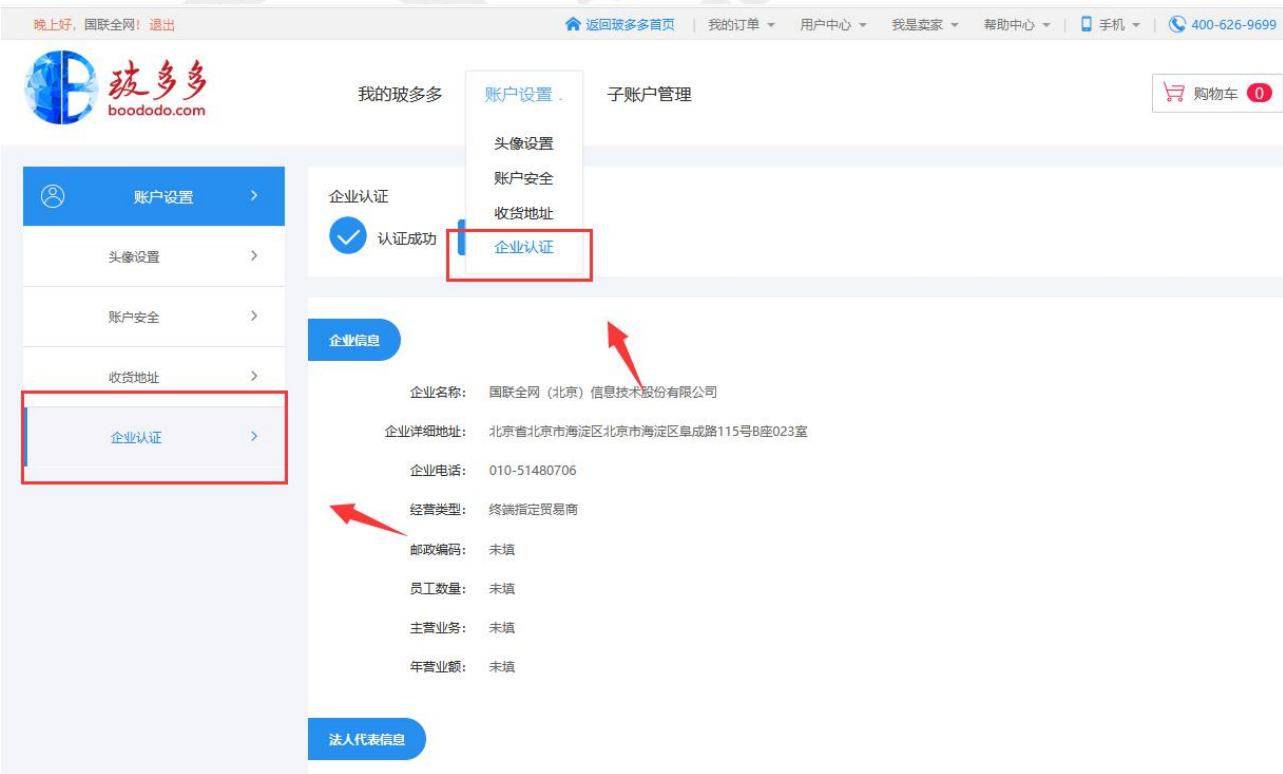 晚上好，国联全网！退出 返回玻多多首页 我的订单 用户中心 我是卖家 帮助中心 手机 400-626-9699
玻多多
boododo.com
我的玻多多 账户设置 . 子账户管理 购物车 0
头像设置
账户安全
收货地址
企业认证
账户设置
头像设置
账户安全
收货地址
企业认证
企业认证
认证成功
企业信息
企业名称： 国联全网（北京）信息技术股份有限公司
企业详细地址： 北京省北京市海淀区北京市海淀区阜成路115号B座023室
企业电话： 010-51480706
经营类型： 终端指定贸易商
邮政编码： 未填
员工数量： 未填
主营业务： 未填
年营业额： 未填
法人代表信息